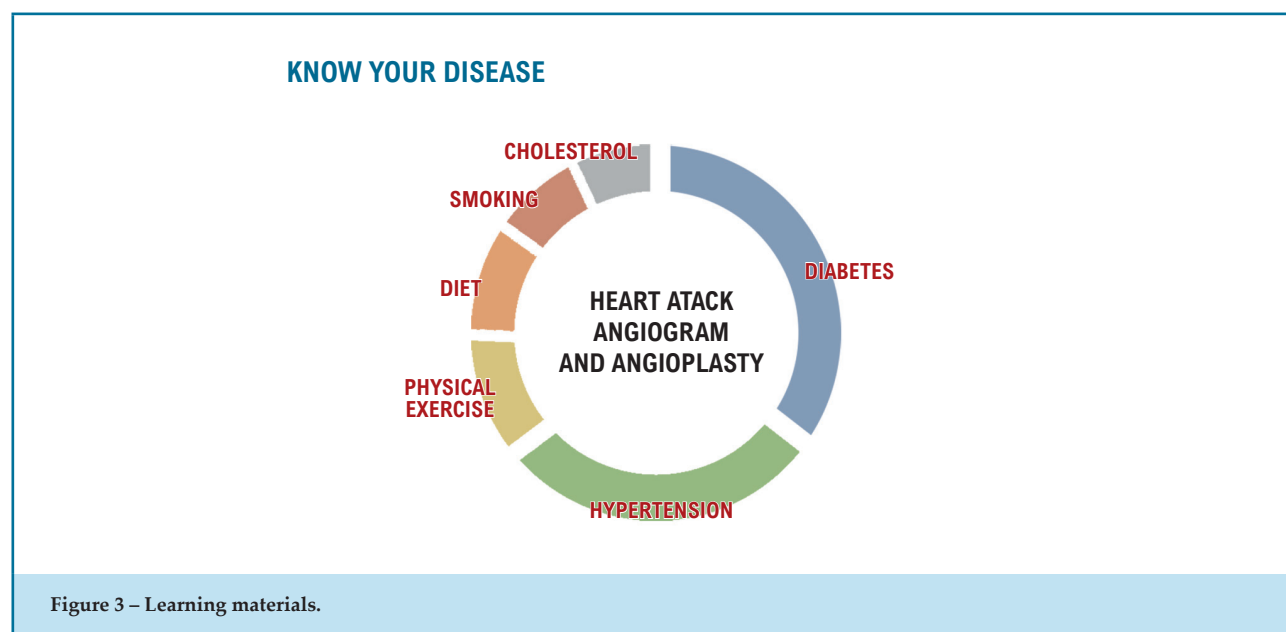 KNOW YOUR DISEASE
CHOLESTEROL
SMOKING
DIABETES
DIET
HEART ATACK
ANGIOGRAM
AND ANGIOPLASTY
PHYSICAL
EXERCISE
HYPERTENSION
Figure 3 – Learning materials.